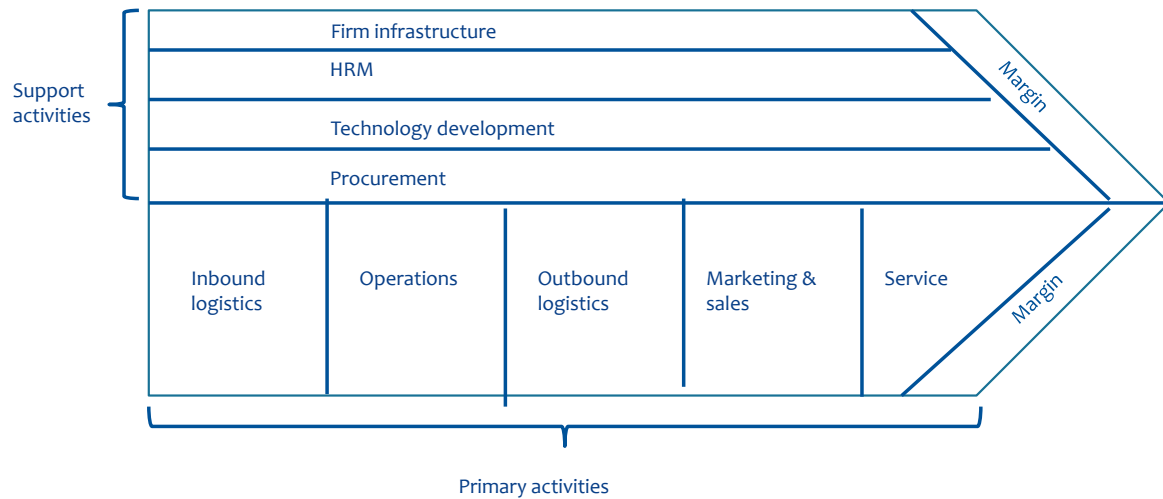 Firm infrastructure
HRM
Support
activities
Technology development
Procurement
Margin
Inbound
logistics
Operations
Outbound
logistics
Marketing &
sales
Service
Margin
Primary activities